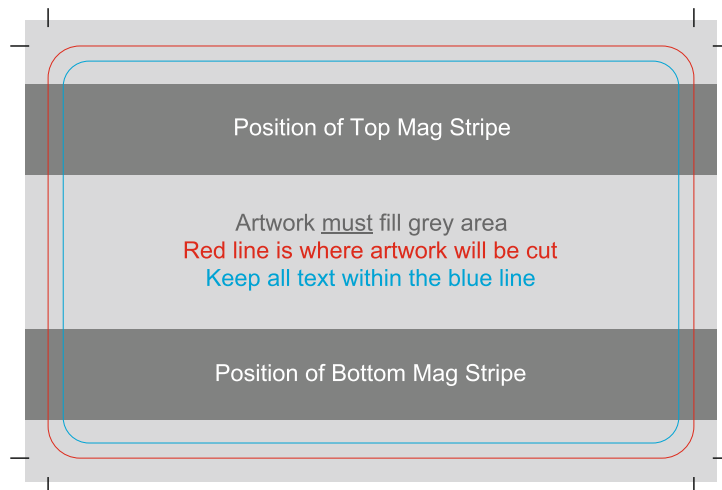 Position of Top Mag Stripe
Artwork must fill grey area
Red line is where artwork will be cut
Keep all text within the blue line
Position of Bottom Mag Stripe